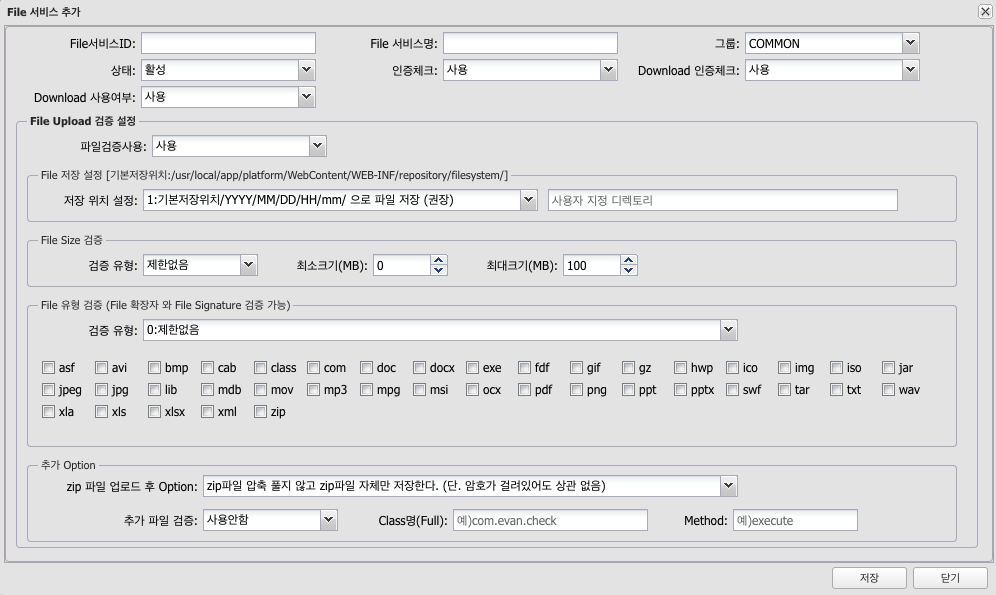 File 서비스 추가
File서비스ID: File 서비스명: 그룹: COMMON
상태: 활성 인증체크: 사용 Download 인증체크: 사용
Download 사용여부: 사용
File Upload 검증 설정
파일검증사용: 사용
File 저장 설정 [기본저장위치:/usr/local/app/platform/WebContent/WEB-INF/repository/filesystem/]
저장 위치 설정: 1:기본저장위치/YYYY/MM/DD/HH/mm/ 으로 파일 저장 (권장) 사용자 지정 디렉토리
File Size 검증
검증 유형: 제한없음 최소크기(MB): 0 최대크기(MB): 100
File 유형 검증 (File 확장자 와 File Signature 검증 가능)
검증 유형: 0:제한없음
asf avi bmp cab class com doc docx exe fdf gif gz hwp ico img iso jar
jpeg jpg lib mdb mov mp3 mpg msi ocx pdf png ppt pptx swf tar txt wav
xla xls xlsx xml zip
추가 Option
zip 파일 업로드 후 Option: zip파일 압축 풀지 않고 zip파일 자체만 저장한다. (단. 암호가 걸려있어도 상관 없음)
추가 파일 검증: 사용안함 Class명(Full): 예)com.evan.check Method: 예)execute
저장 닫기